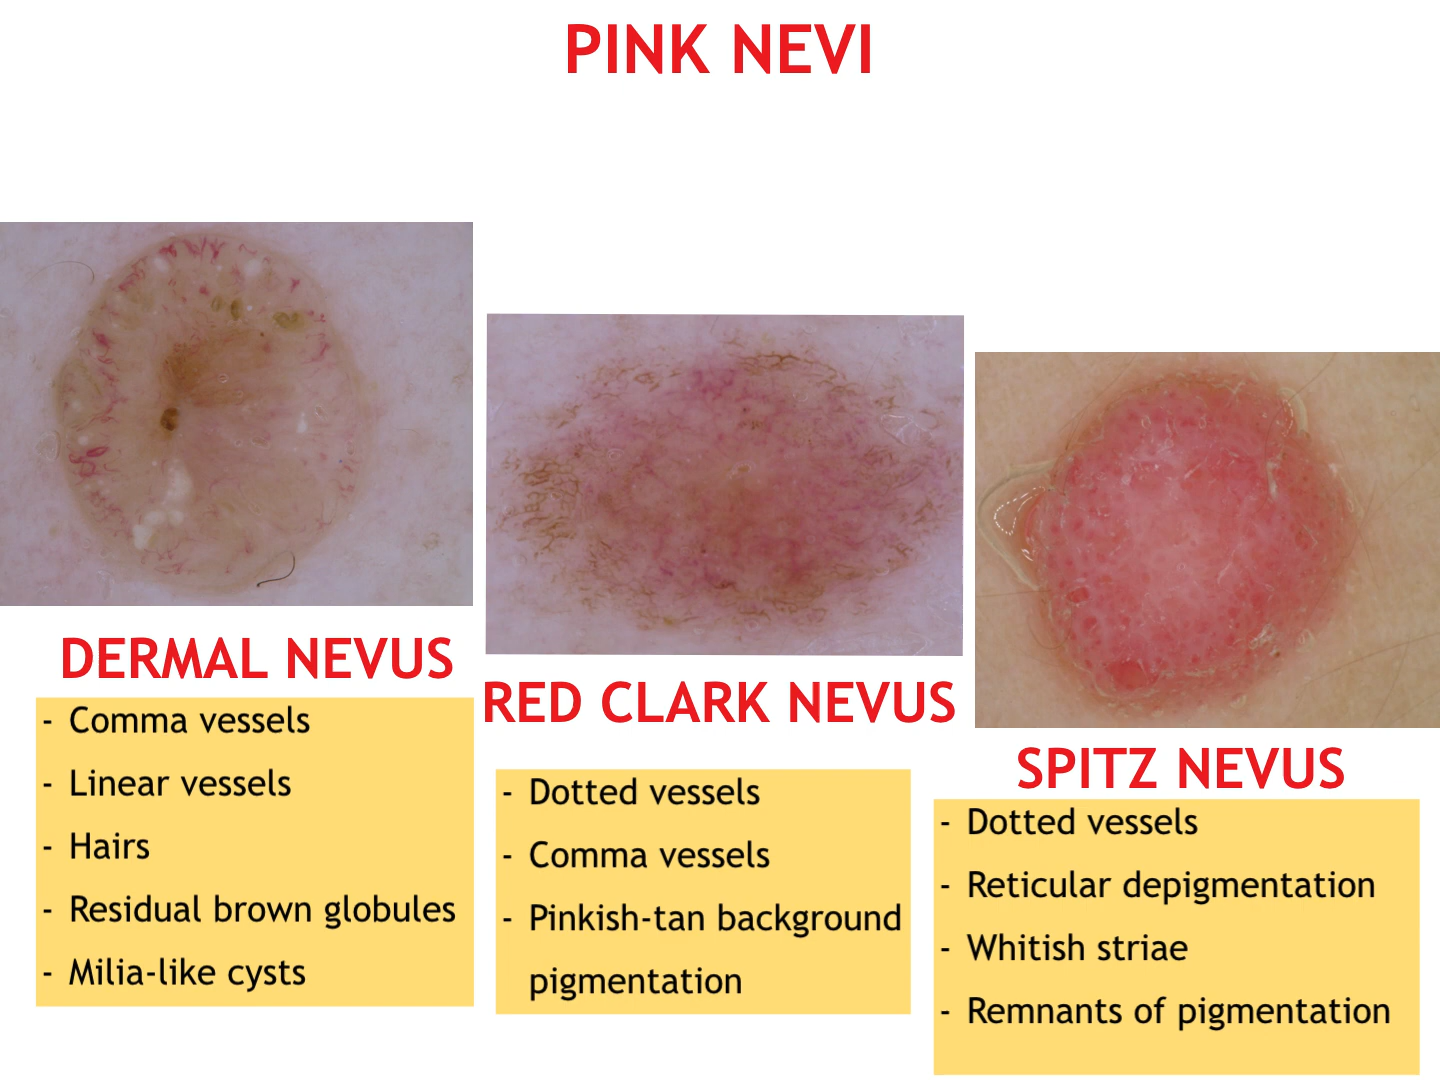 PINK NEVI
DERMAL NEVUS
- Comma vessels
- Linear vessels
- Hairs
- Residual brown globules
- Milia-like cysts
RED CLARK NEVUS
- Dotted vessels
- Comma vessels
- Pinkish-tan background
pigmentation
SPITZ NEVUS
- Dotted vessels
- Reticular depigmentation
- Whitish striae
- Remnants of pigmentation